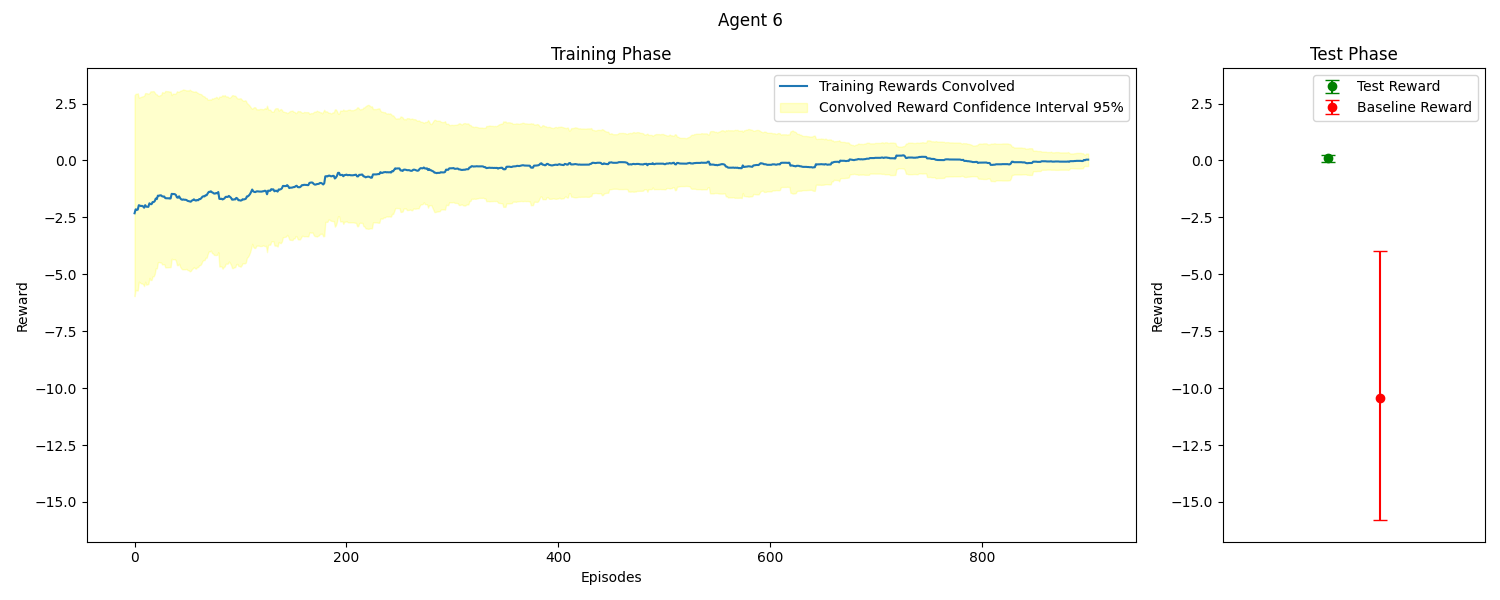 Agent 6
Training Phase
Training Rewards Convolved
Convolved Reward Confidence Interval 95%
2.5
0.0
−2.5
−5.0
−7.5
−10.0
−12.5
−15.0
Reward
0
200
400
600
800
Episodes
Test Phase
Test Reward
Baseline Reward
2.5
0.0
−2.5
−5.0
−7.5
−10.0
−12.5
−15.0
Reward